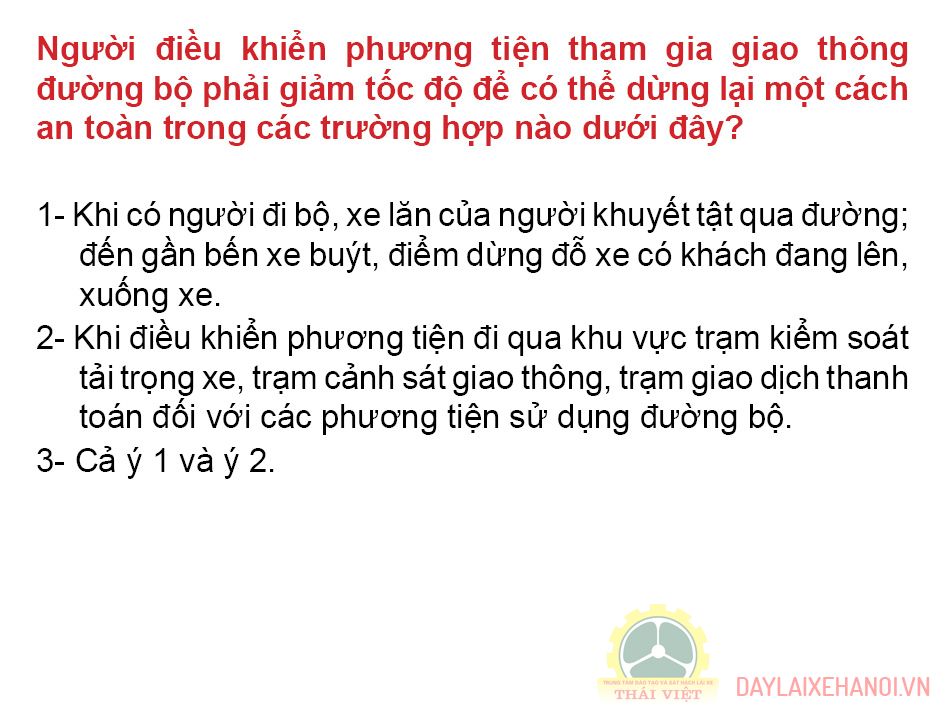 Người điều khiển phương tiện tham gia giao thông
đường bộ phải giảm tốc độ để có thể dừng lại một cách
an toàn trong các trường hợp nào dưới đây?
1- Khi có người đi bộ, xe lăn của người khuyết tật qua đường;
đến gần bến xe buýt, điểm dừng đỗ xe có khách đang lên,
xuống xe.
2- Khi điều khiển phương tiện đi qua khu vực trạm kiểm soát
tải trọng xe, trạm cảnh sát giao thông, trạm giao dịch thanh
toán đối với các phương tiện sử dụng đường bộ.
3- Cả ý 1 và ý 2.
TRUNG TÂM ĐÀO TẠO VÀ SÁT HẠCH LÁI XE
THÁI VIỆT
DAYLAIXEHANOI.VN